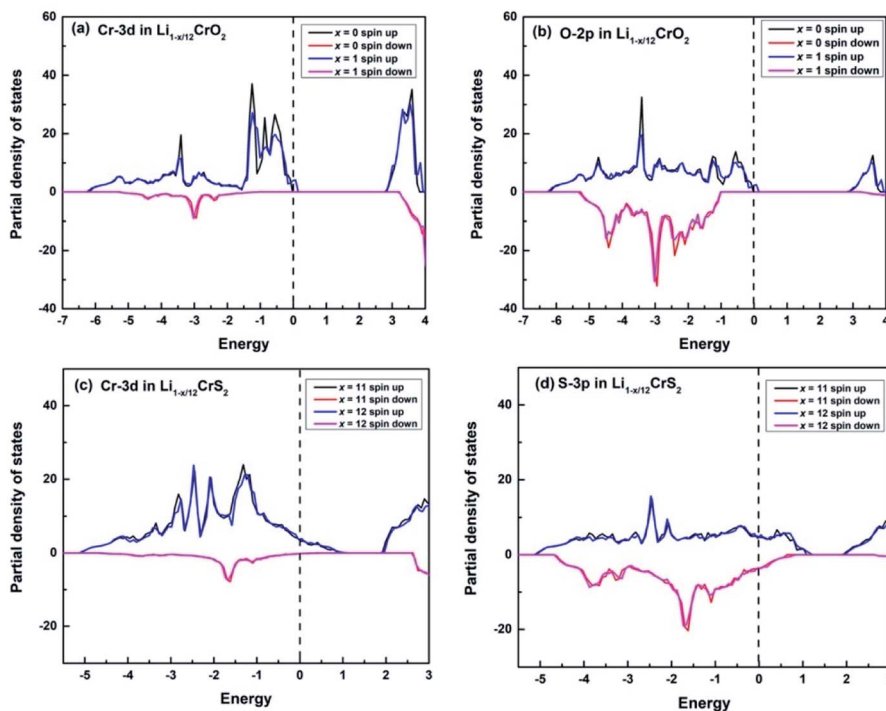 (a) Cr-3d in Li1-x/12CrO2
x = 0 spin up
x = 0 spin down
x = 1 spin up
x = 1 spin down
Partial density of states
60
40
20
0
-20
-40
-7 -6 -5 -4 -3 -2 -1 0 1 2 3 4
Energy
(b) O-2p in Li1-x/12CrO2
x = 0 spin up
x = 0 spin down
x = 1 spin up
x = 1 spin down
Partial density of states
60
40
20
0
-20
-40
-7 -6 -5 -4 -3 -2 -1 0 1 2 3 4
Energy
(c) Cr-3d in Li1-x/12CrS2
x = 11 spin up
x = 11 spin down
x = 12 spin up
x = 12 spin down
Partial density of states
40
20
0
-20
-5 -4 -3 -2 -1 0 1 2 3
Energy
(d) S-3p in Li1-x/12CrS2
x = 11 spin up
x = 11 spin down
x = 12 spin up
x = 12 spin down
Partial density of states
40
20
0
-20
-5 -4 -3 -2 -1 0 1 2 3
Energy